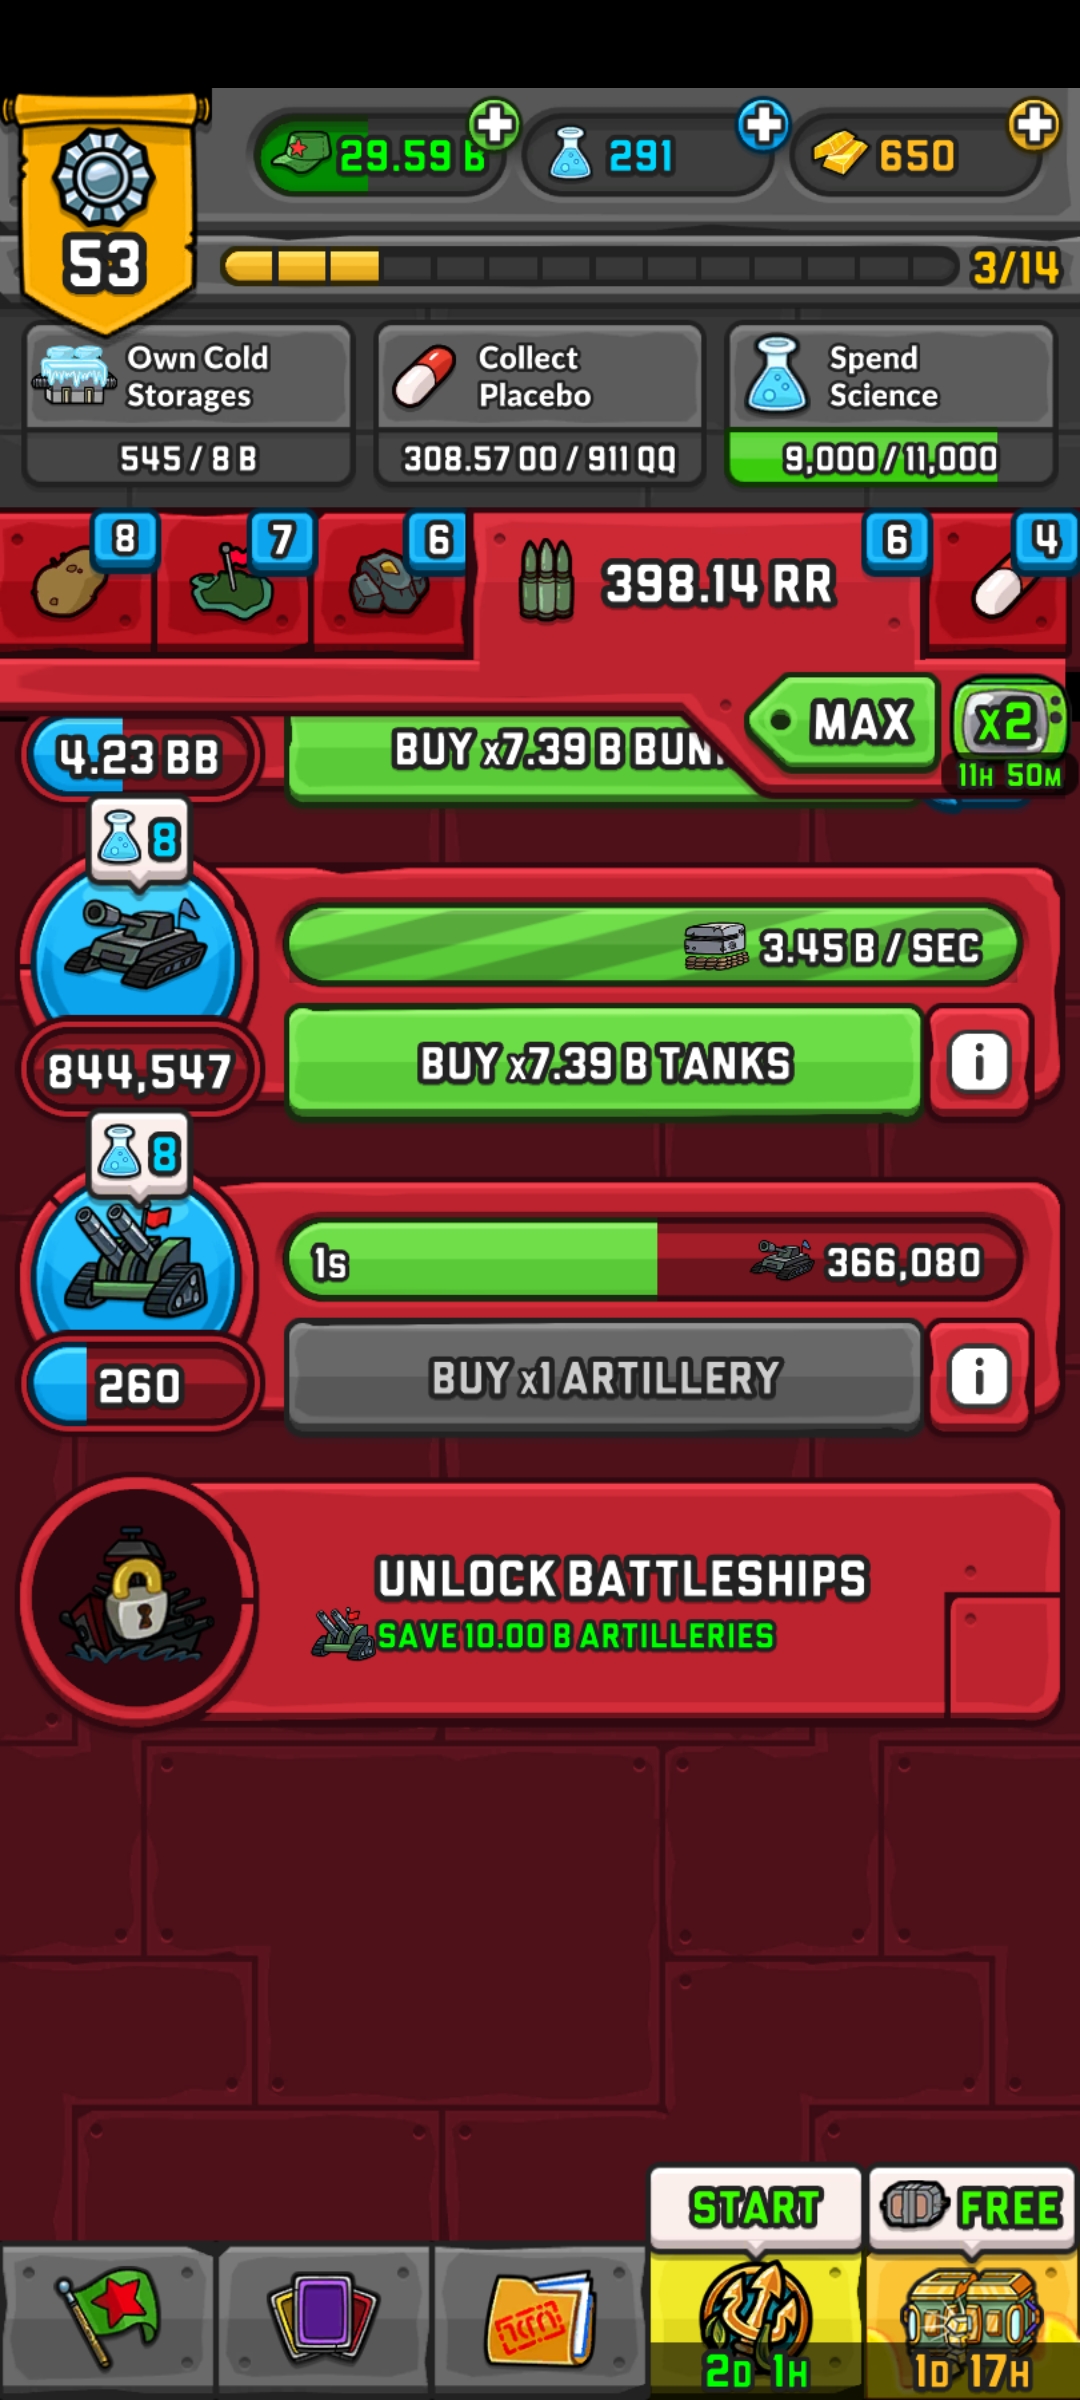 29.59 B
291
650
53
3/14
Own Cold
Storages
545 / 8 B
Collect
Placebo
308.57 OO / 911 QQ
Spend
Science
9,000 / 11,000
8
7
6
398.14 RR
6
4
MAX
x2
11H 50M
4.23 BB
BUY x7.39 B BUN
8
3.45 B / SEC
844,547
BUY x7.39 B TANKS
i
8
1s
366,080
260
BUY x1 ARTILLERY
i
UNLOCK BATTLESHIPS
SAVE 10.00 B ARTILLERIES
START
FREE
2D 1H
1D 17H